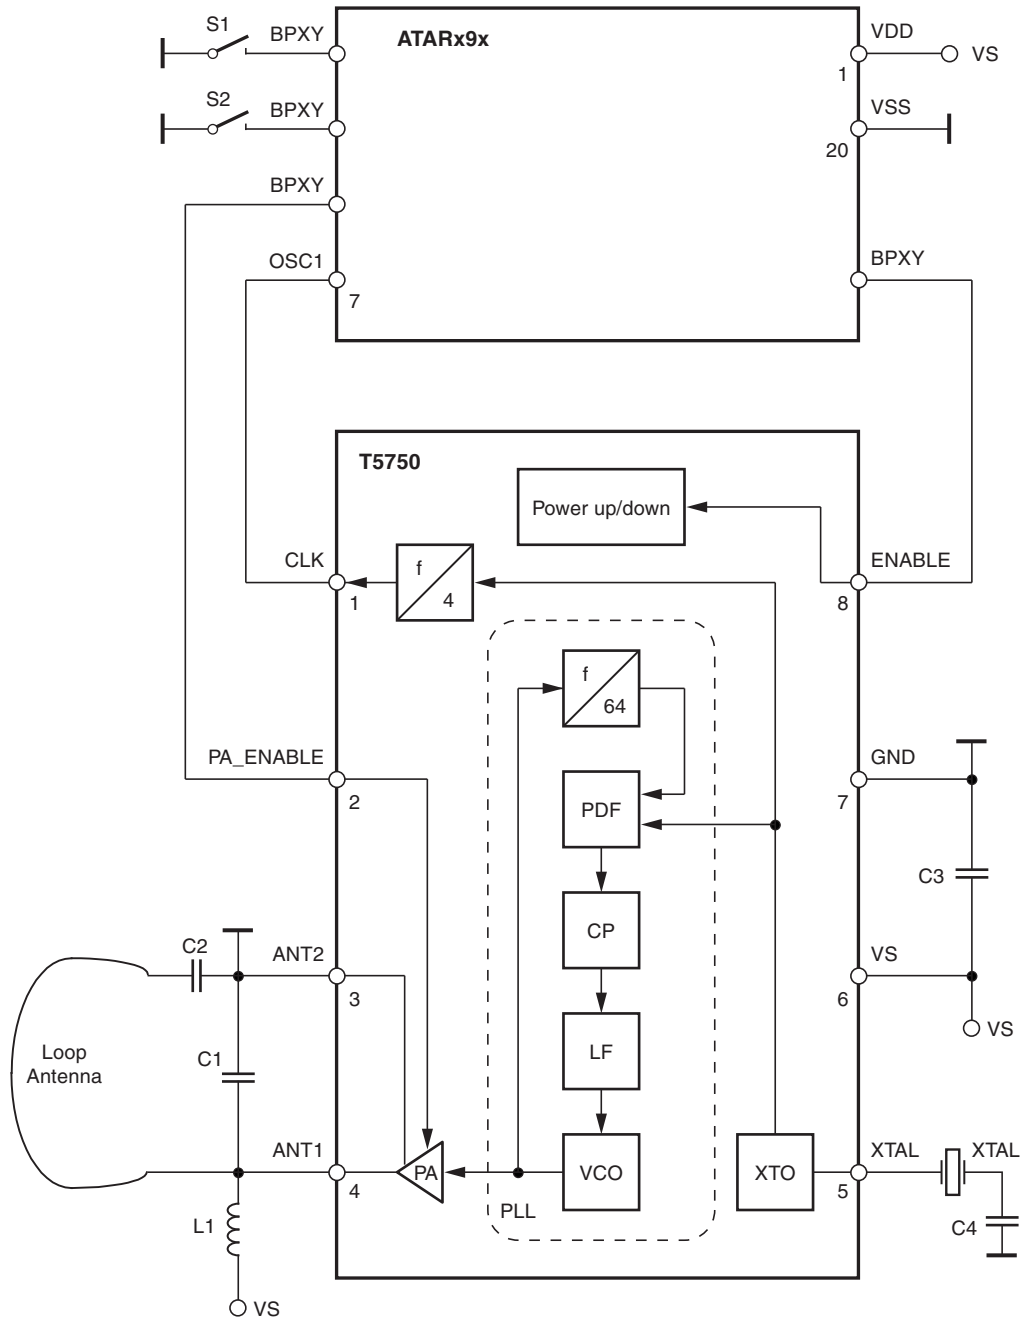 S1
BPXY
ATARx9x
VDD
VS
1
S2
BPXY
VSS
20
BPXY
OSC1
7
BPXY
T5750
Power up/down
CLK
1
f
4
ENABLE
8
f
64
PA_ENABLE
2
GND
7
PDF
C3
CP
C2
ANT2
3
VS
6
VS
Loop
Antenna
C1
LF
ANT1
4
PA
VCO
XTO
XTAL
5
XTAL
PLL
L1
C4
VS